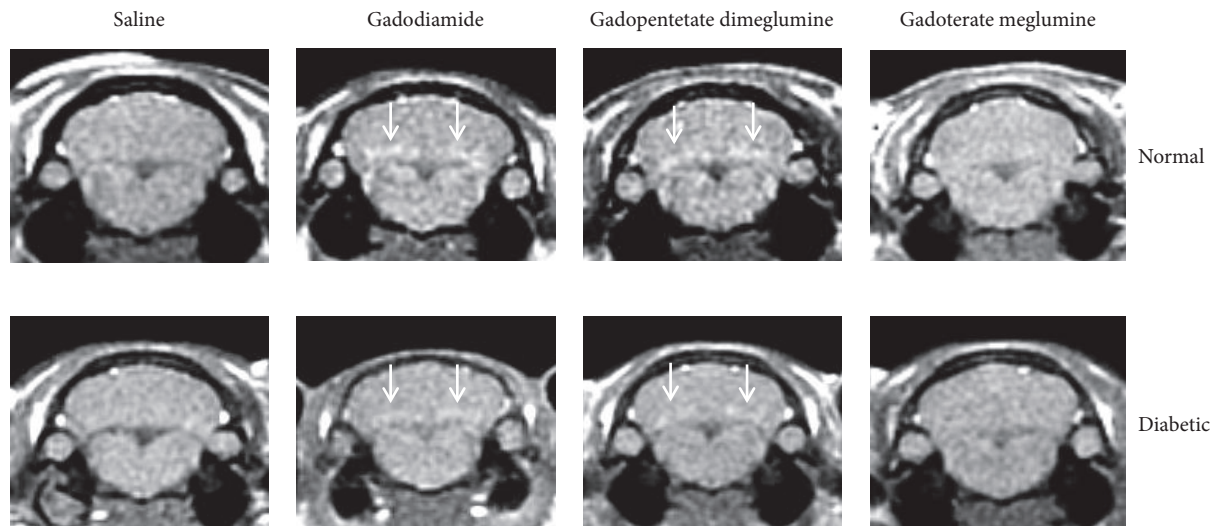 Saline
Gadodiamide
Gadopentetate dimeglumine
Gadoterate meglumine
Normal
Diabetic